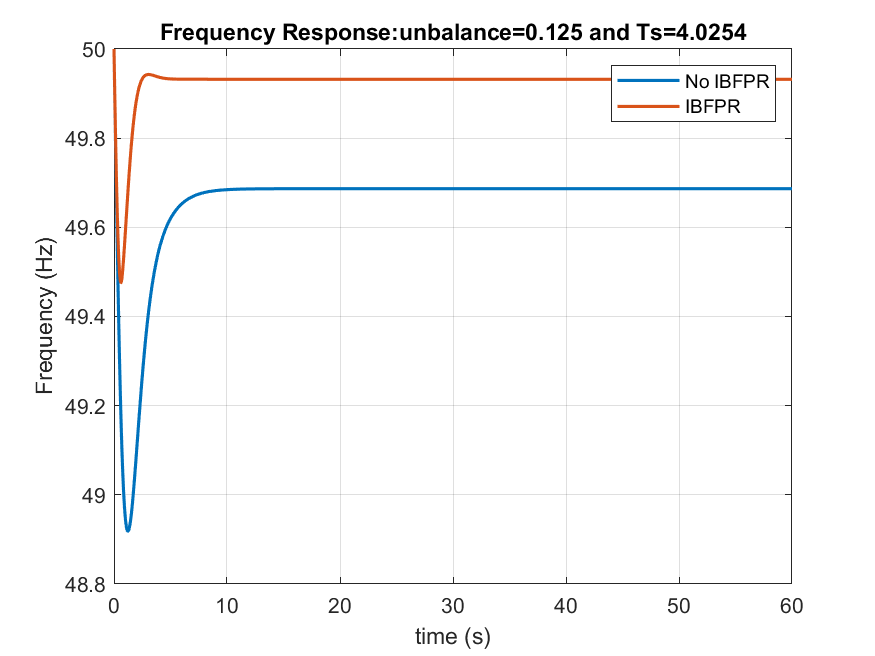 Frequency Response:unbalance=0.125 and Ts=4.0254
50
49.8
49.6
49.4
49.2
49
48.8
Frequency (Hz)
No IBFPR
IBFPR
0 10 20 30 40 50 60
time (s)